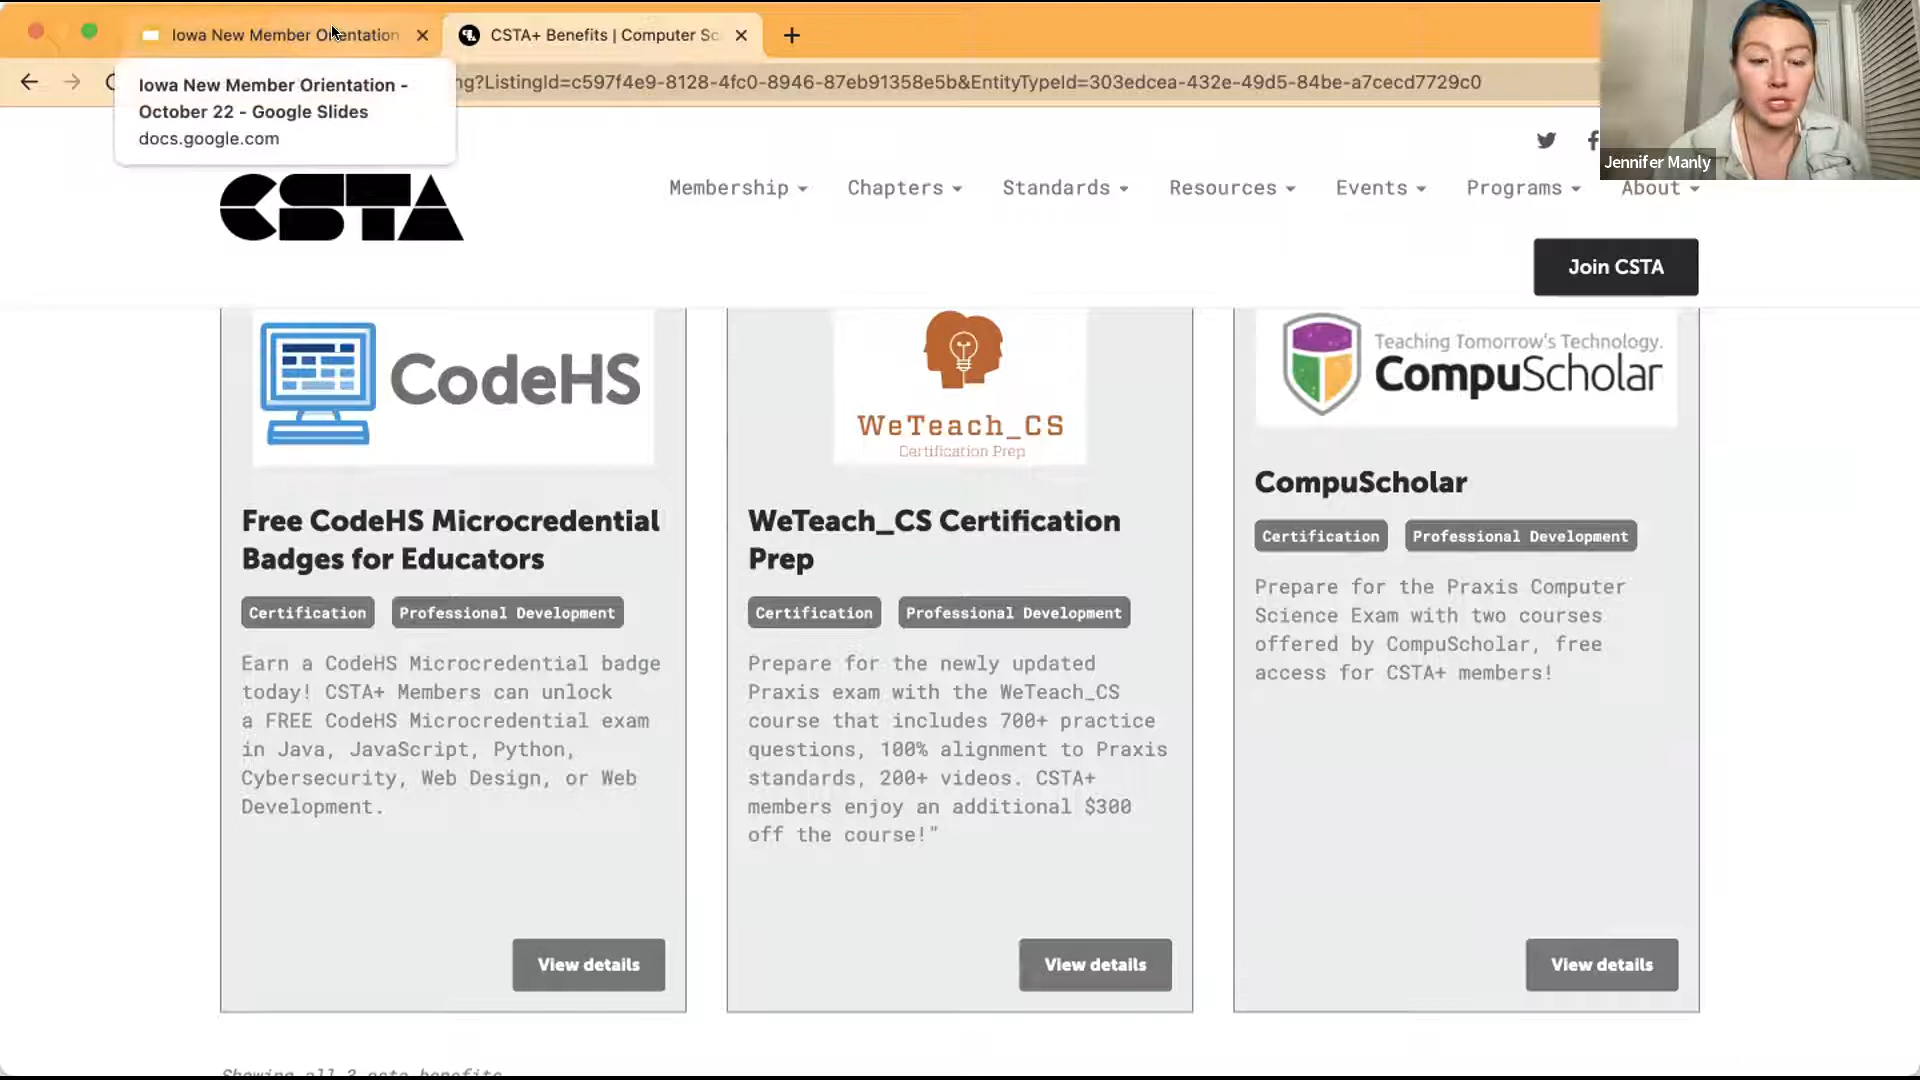 Iowa New Member Orientation
CSTA+ Benefits | Computer Sc
Iowa New Member Orientation -
October 22 - Google Slides
docs.google.com
ng?ListingId=c597f4e9-8128-4fc0-8946-87eb91358e5b&EntityTypeId=303edcea-432e-49d5-84be-a7cecd7729c0
Jennifer Manly
CSTA
Membership
Chapters
Standards
Resources
Events
Programs
About
Join CSTA
CodeHS
Free CodeHS Microcredential
Badges for Educators
Certification
Professional Development
Earn a CodeHS Microcredential badge
today! CSTA+ Members can unlock
a FREE CodeHS Microcredential exam
in Java, JavaScript, Python,
Cybersecurity, Web Design, or Web
Development.
View details
WeTeach_CS
Certification Prep
WeTeach_CS Certification
Prep
Certification
Professional Development
Prepare for the newly updated
Praxis exam with the WeTeach_CS
course that includes 700+ practice
questions, 100% alignment to Praxis
standards, 200+ videos. CSTA+
members enjoy an additional $300
off the course!"
View details
Teaching Tomorrow's Technology.
CompuScholar
CompuScholar
Certification
Professional Development
Prepare for the Praxis Computer
Science Exam with two courses
offered by CompuScholar, free
access for CSTA+ members!
View details
Showing all 3 csta benefits